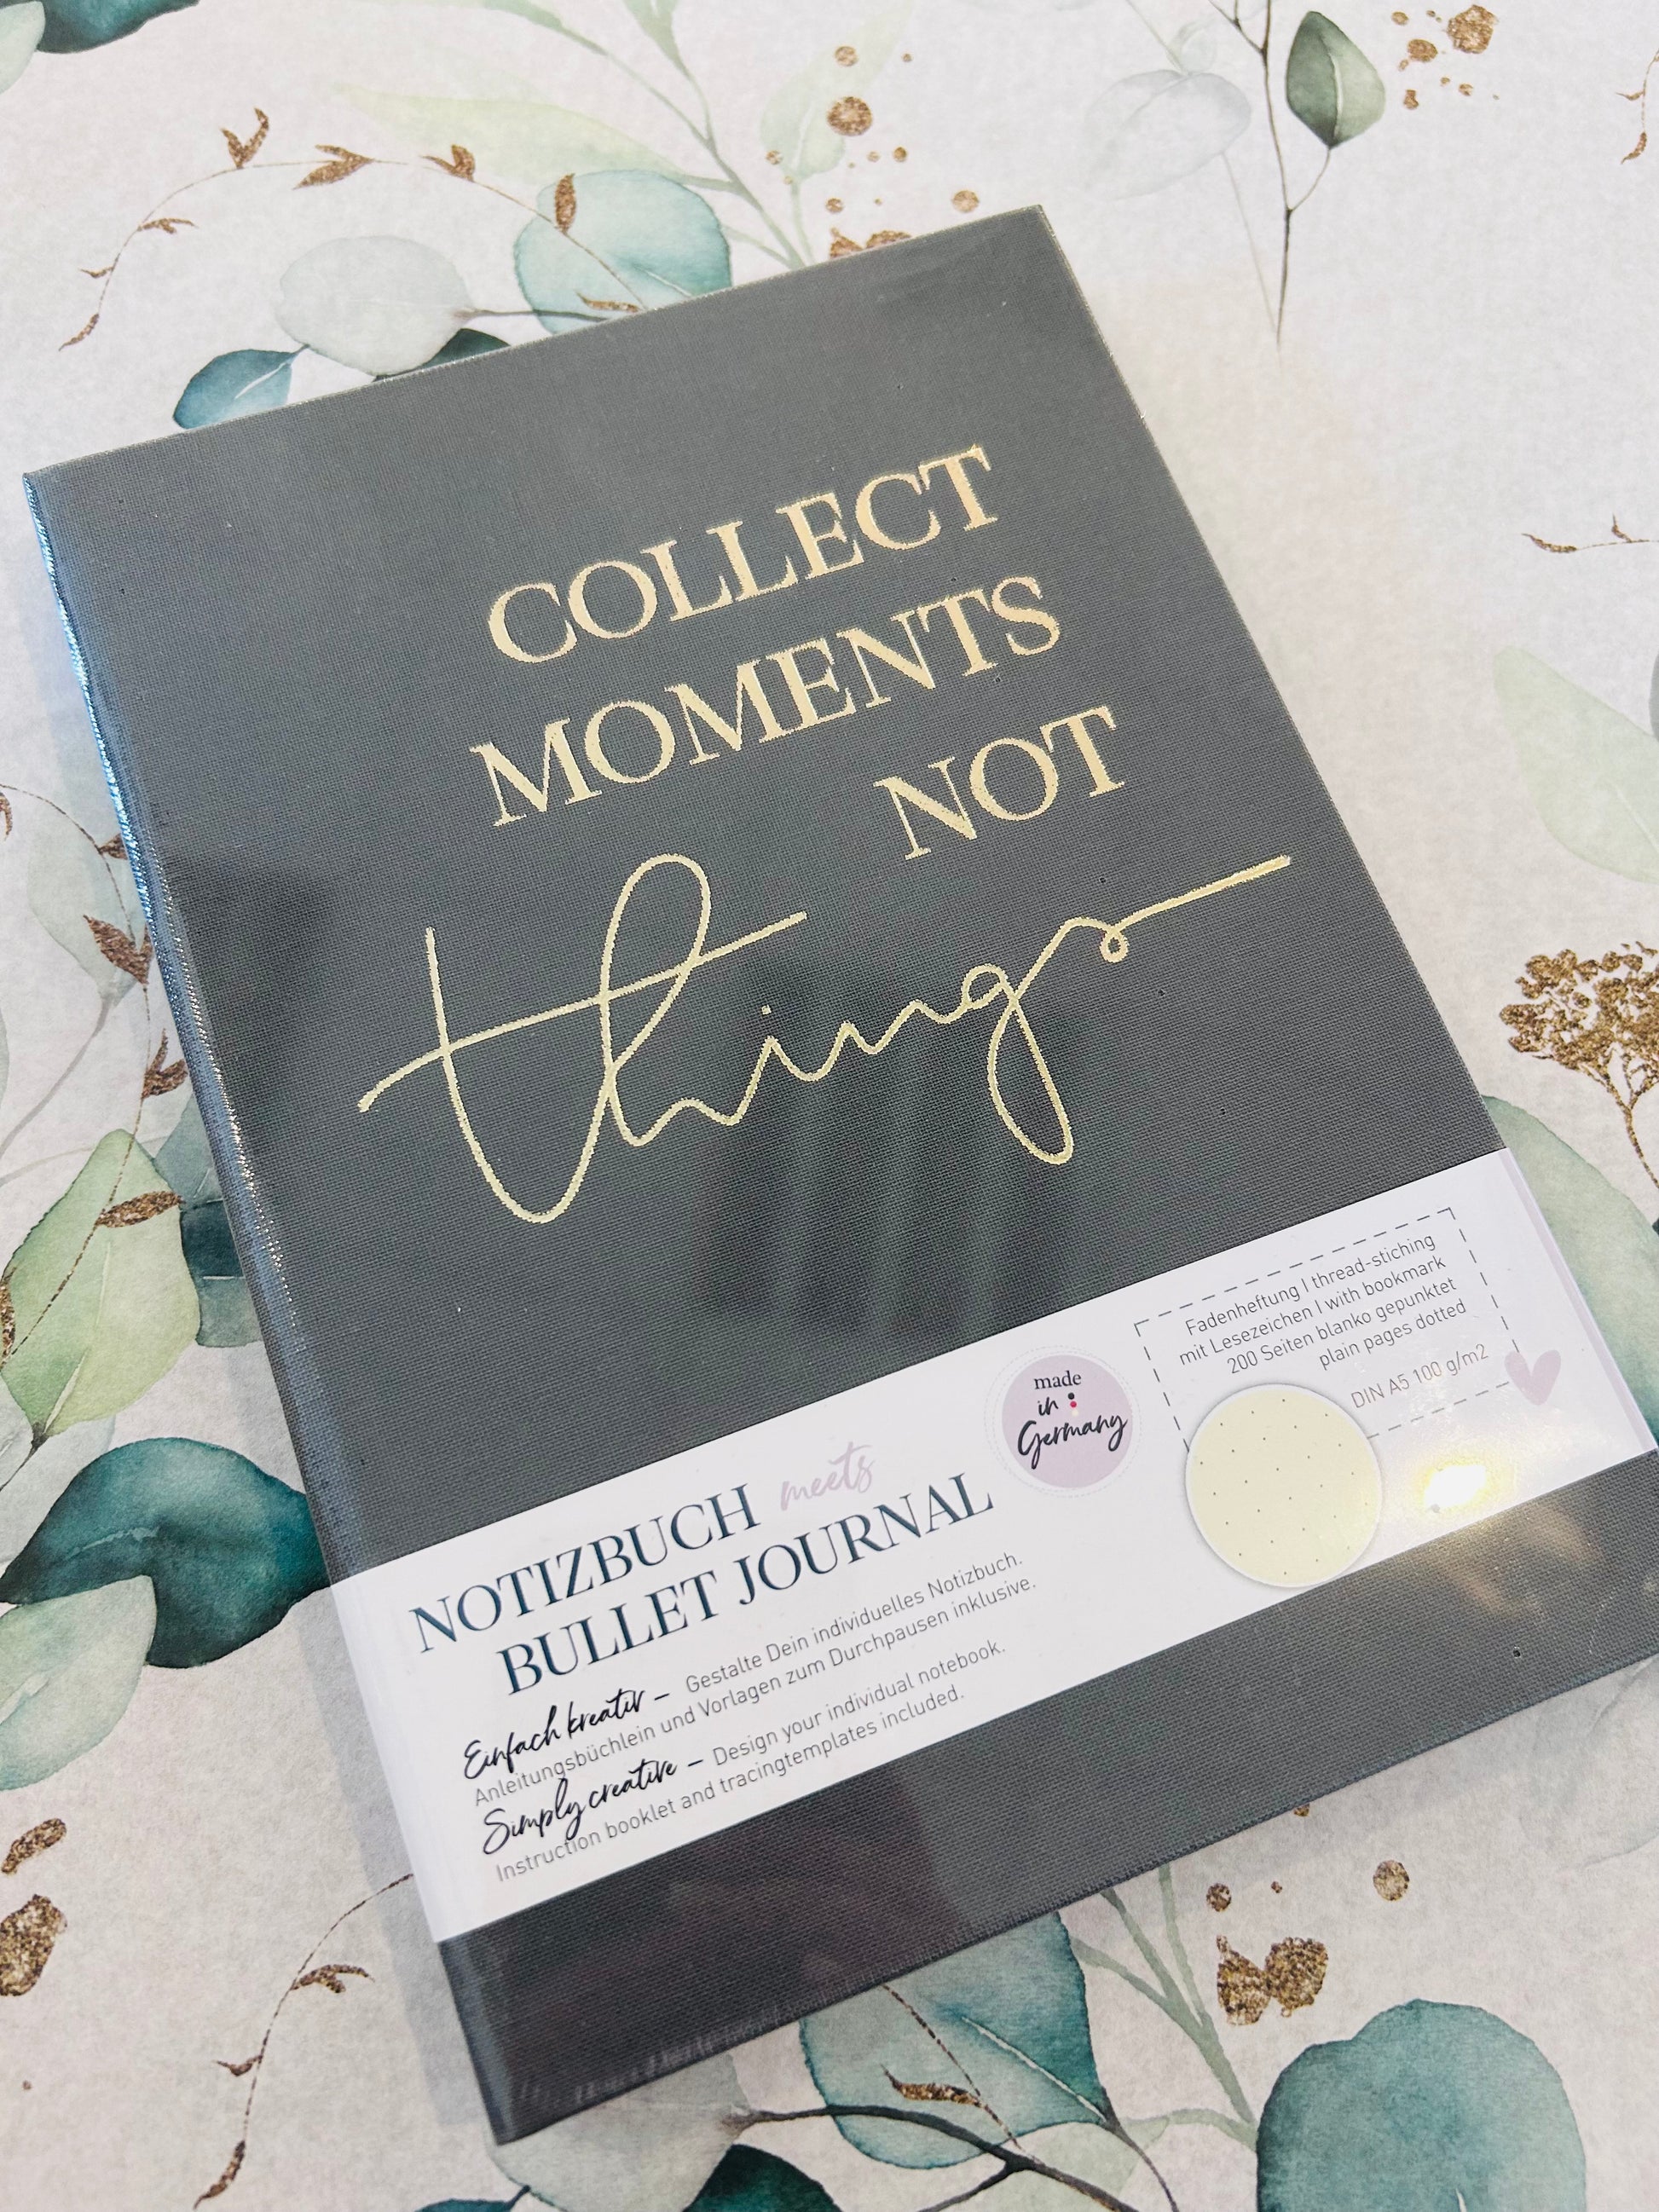 COLLECT
MOMENTS
NOT
things
NOTIZBUCH meets
BULLET JOURNAL
Einfach kreativ – Gestalte Dein individuelles Notizbuch.
Anleitungsbüchlein und Vorlagen zum Durchpausen inklusive.
Simply creative – Design your individual notebook.
Instruction booklet and tracingtemplates included.
made
in
Germany
Fadenheftung | thread-stiching
mit Lesezeichen | with bookmark
200 Seiten blanko gepunktet
plain pages dotted
DIN A5 100 g/m2